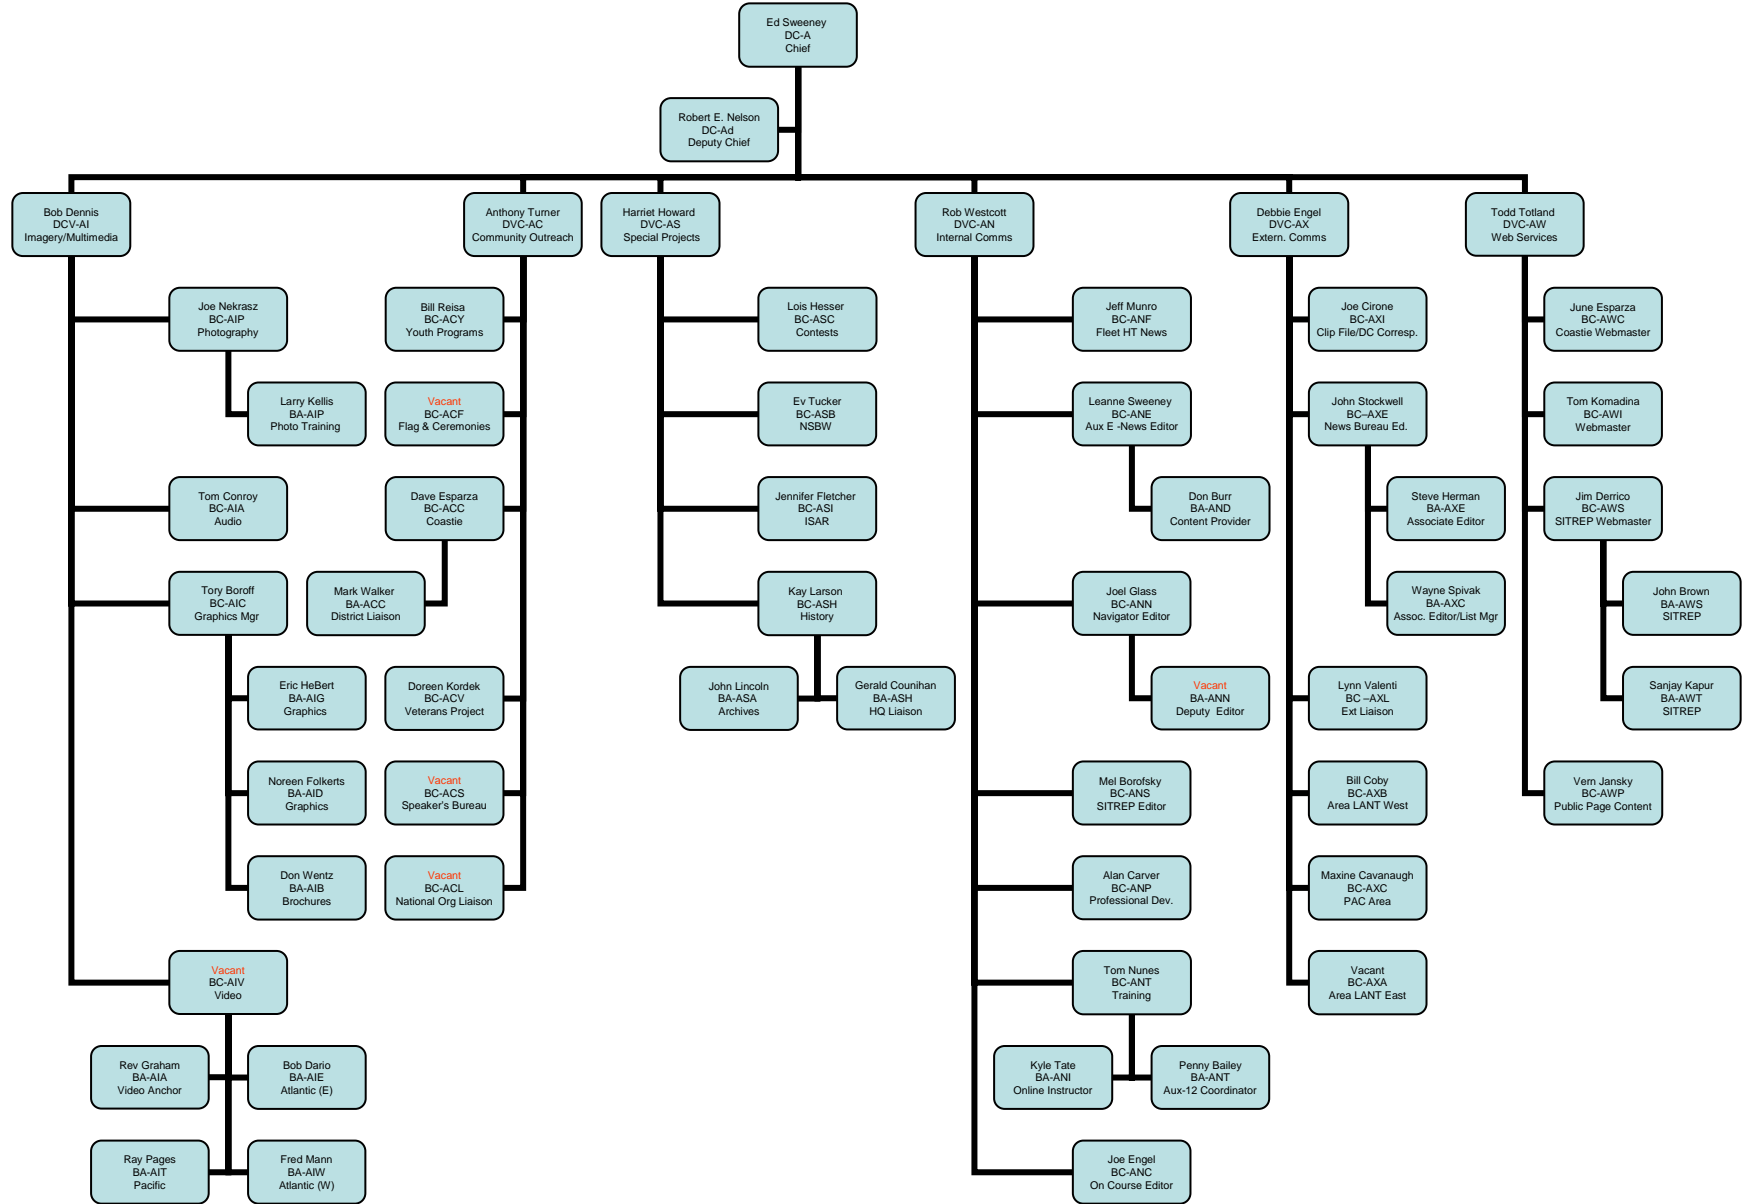 Ed Sweeney
DC-A
Chief
Robert E. Nelson
DC-Ad
Deputy Chief
Bob Dennis
DCV-AI
Imagery/Multimedia
Anthony Turner
DVC-AC
Community Outreach
Harriet Howard
DVC-AS
Special Projects
Rob Westcott
DVC-AN
Internal Comms
Debbie Engel
DVC-AX
Extern. Comms
Todd Totland
DVC-AW
Web Services
Joe Nekrasz
BC-AIP
Photography
Larry Kellis
BA-AIP
Photo Training
Tom Conroy
BC-AIA
Audio
Tory Boroff
BC-AIC
Graphics Mgr
Eric HeBert
BA-AIG
Graphics
Noreen Folkerts
BA-AID
Graphics
Don Wentz
BA-AIB
Brochures
Vacant
BC-AIV
Video
Rev Graham
BA-AIA
Video Anchor
Bob Dario
BA-AIE
Atlantic (E)
Ray Pages
BA-AIT
Pacific
Fred Mann
BA-AIW
Atlantic (W)
Bill Reisa
BC-ACY
Youth Programs
Vacant
BC-ACF
Flag & Ceremonies
Dave Esparza
BC-ACC
Coastie
Mark Walker
BA-ACC
District Liaison
Doreen Kordek
BC-ACV
Veterans Project
Vacant
BC-ACS
Speaker's Bureau
Vacant
BC-ACL
National Org Liaison
Lois Hesser
BC-ASC
Contests
Ev Tucker
BC-ASB
NSBW
Jennifer Fletcher
BC-ASI
ISAR
Kay Larson
BC-ASH
History
John Lincoln
BA-ASA
Archives
Gerald Counihan
BA-ASH
HQ Liaison
Jeff Munro
BC-ANF
Fleet HT News
Leanne Sweeney
BC-ANE
Aux E -News Editor
Don Burr
BA-AND
Content Provider
Joel Glass
BC-ANN
Navigator Editor
Vacant
BA-ANN
Deputy  Editor
Mel Borofsky
BC-ANS
SITREP Editor
Alan Carver
BC-ANP
Professional Dev.
Tom Nunes
BC-ANT
Training
Kyle Tate
BA-ANI
Online Instructor
Penny Bailey
BA-ANT
Aux-12 Coordinator
Joe Engel
BC-ANC
On Course Editor
Joe Cirone
BC-AXI
Clip File/DC Corresp.
John Stockwell
BC–AXE
News Bureau Ed.
Steve Herman
BA-AXE
Associate Editor
Wayne Spivak
BA-AXC
Assoc. Editor/List Mgr
Lynn Valenti
BC –AXL
Ext Liaison
Bill Coby
BC-AXB
Area LANT West
Maxine Cavanaugh
BC-AXC
PAC Area
Vacant
BC-AXA
Area LANT East
June Esparza
BC-AWC
Coastie Webmaster
Tom Komadina
BC-AWI
Webmaster
Jim Derrico
BC-AWS
SITREP Webmaster
John Brown
BA-AWS
SITREP
Sanjay Kapur
BA-AWT
SITREP
Vern Jansky
BC-AWP
Public Page Content